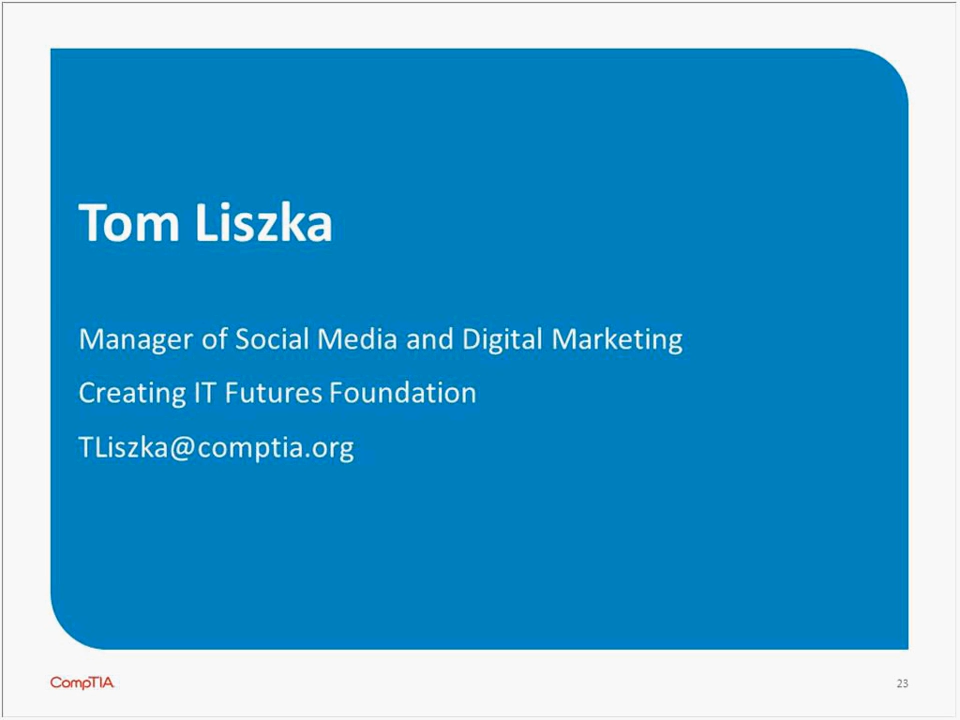 Tom Liszka
Manager of Social Media and Digital Marketing
Creating IT Futures Foundation
TLiszka@comptia.org
CompTIA
23